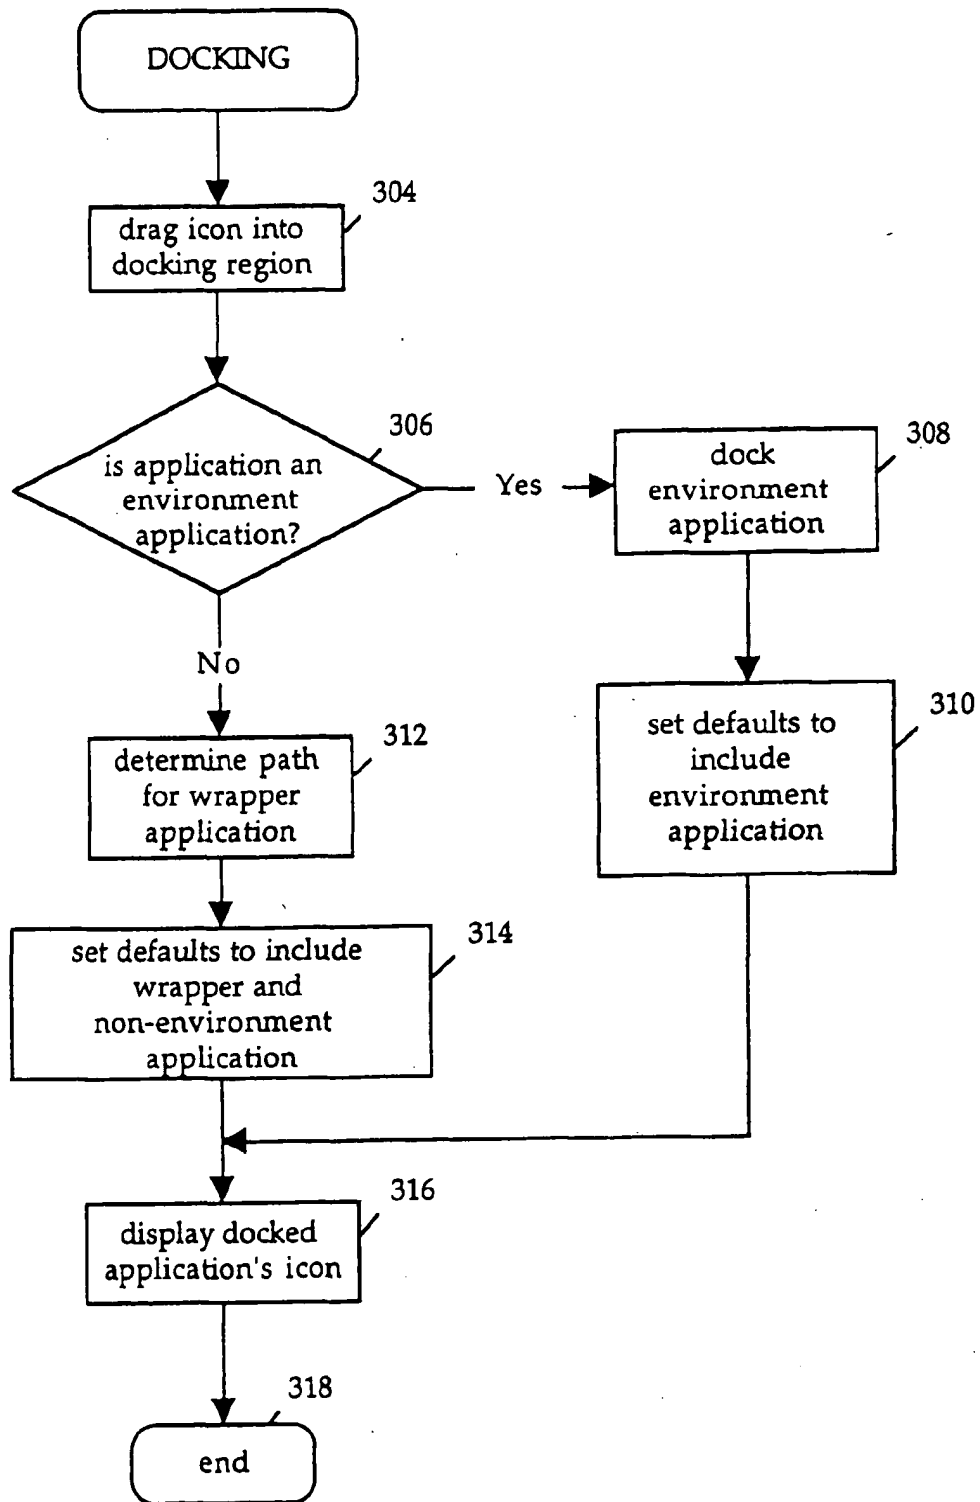 DOCKING
304
drag icon into
docking region
306
is application an
environment
application?
Yes
308
dock
environment
application
No
310
set defaults to
include
environment
application
312
determine path
for wrapper
application
314
set defaults to include
wrapper and
non-environment
application
316
display docked
application's icon
318
end